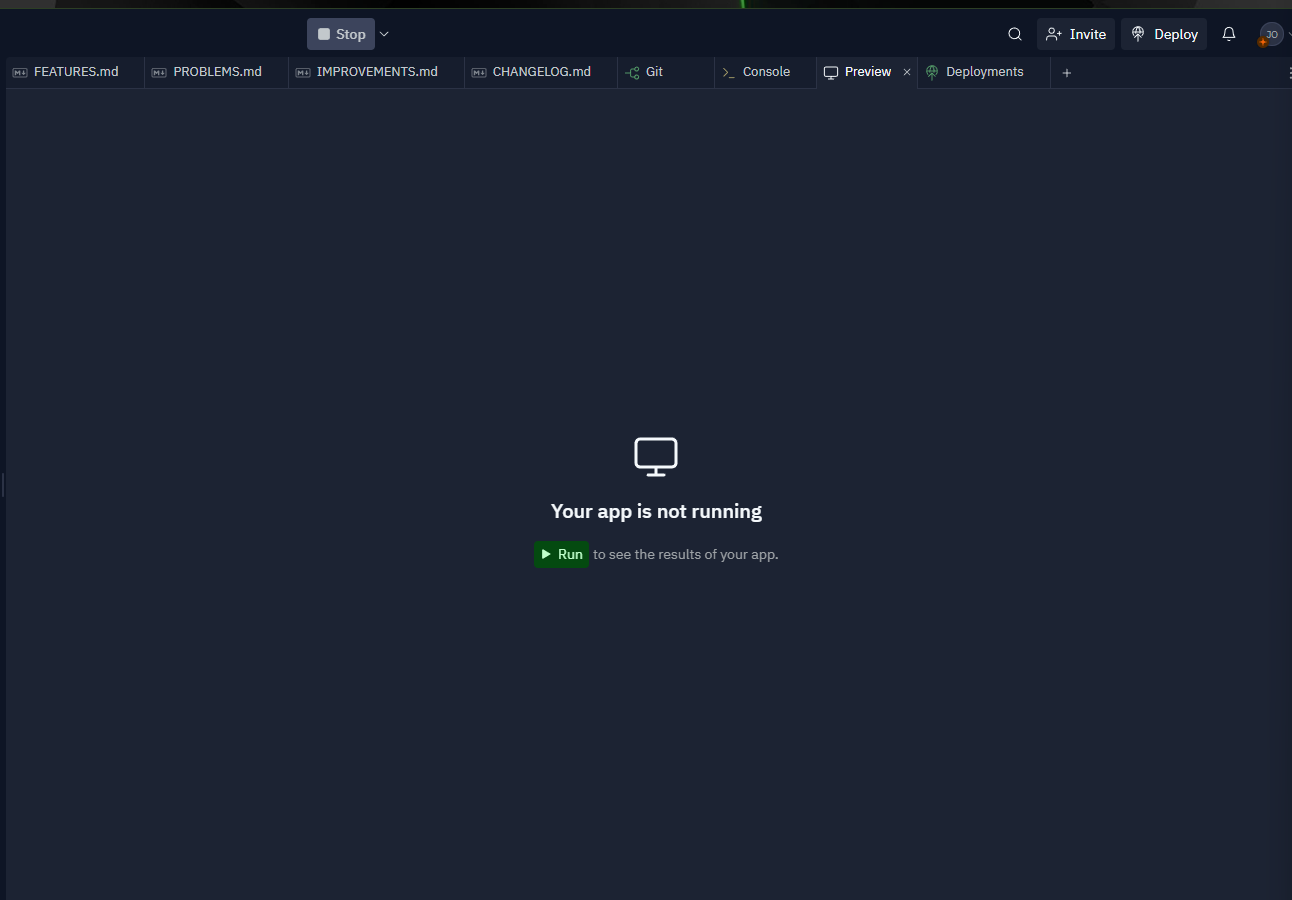 Stop
Invite
Deploy
JO
FEATURES.md
PROBLEMS.md
IMPROVEMENTS.md
CHANGELOG.md
Git
Console
Preview
Deployments
Your app is not running
Run to see the results of your app.